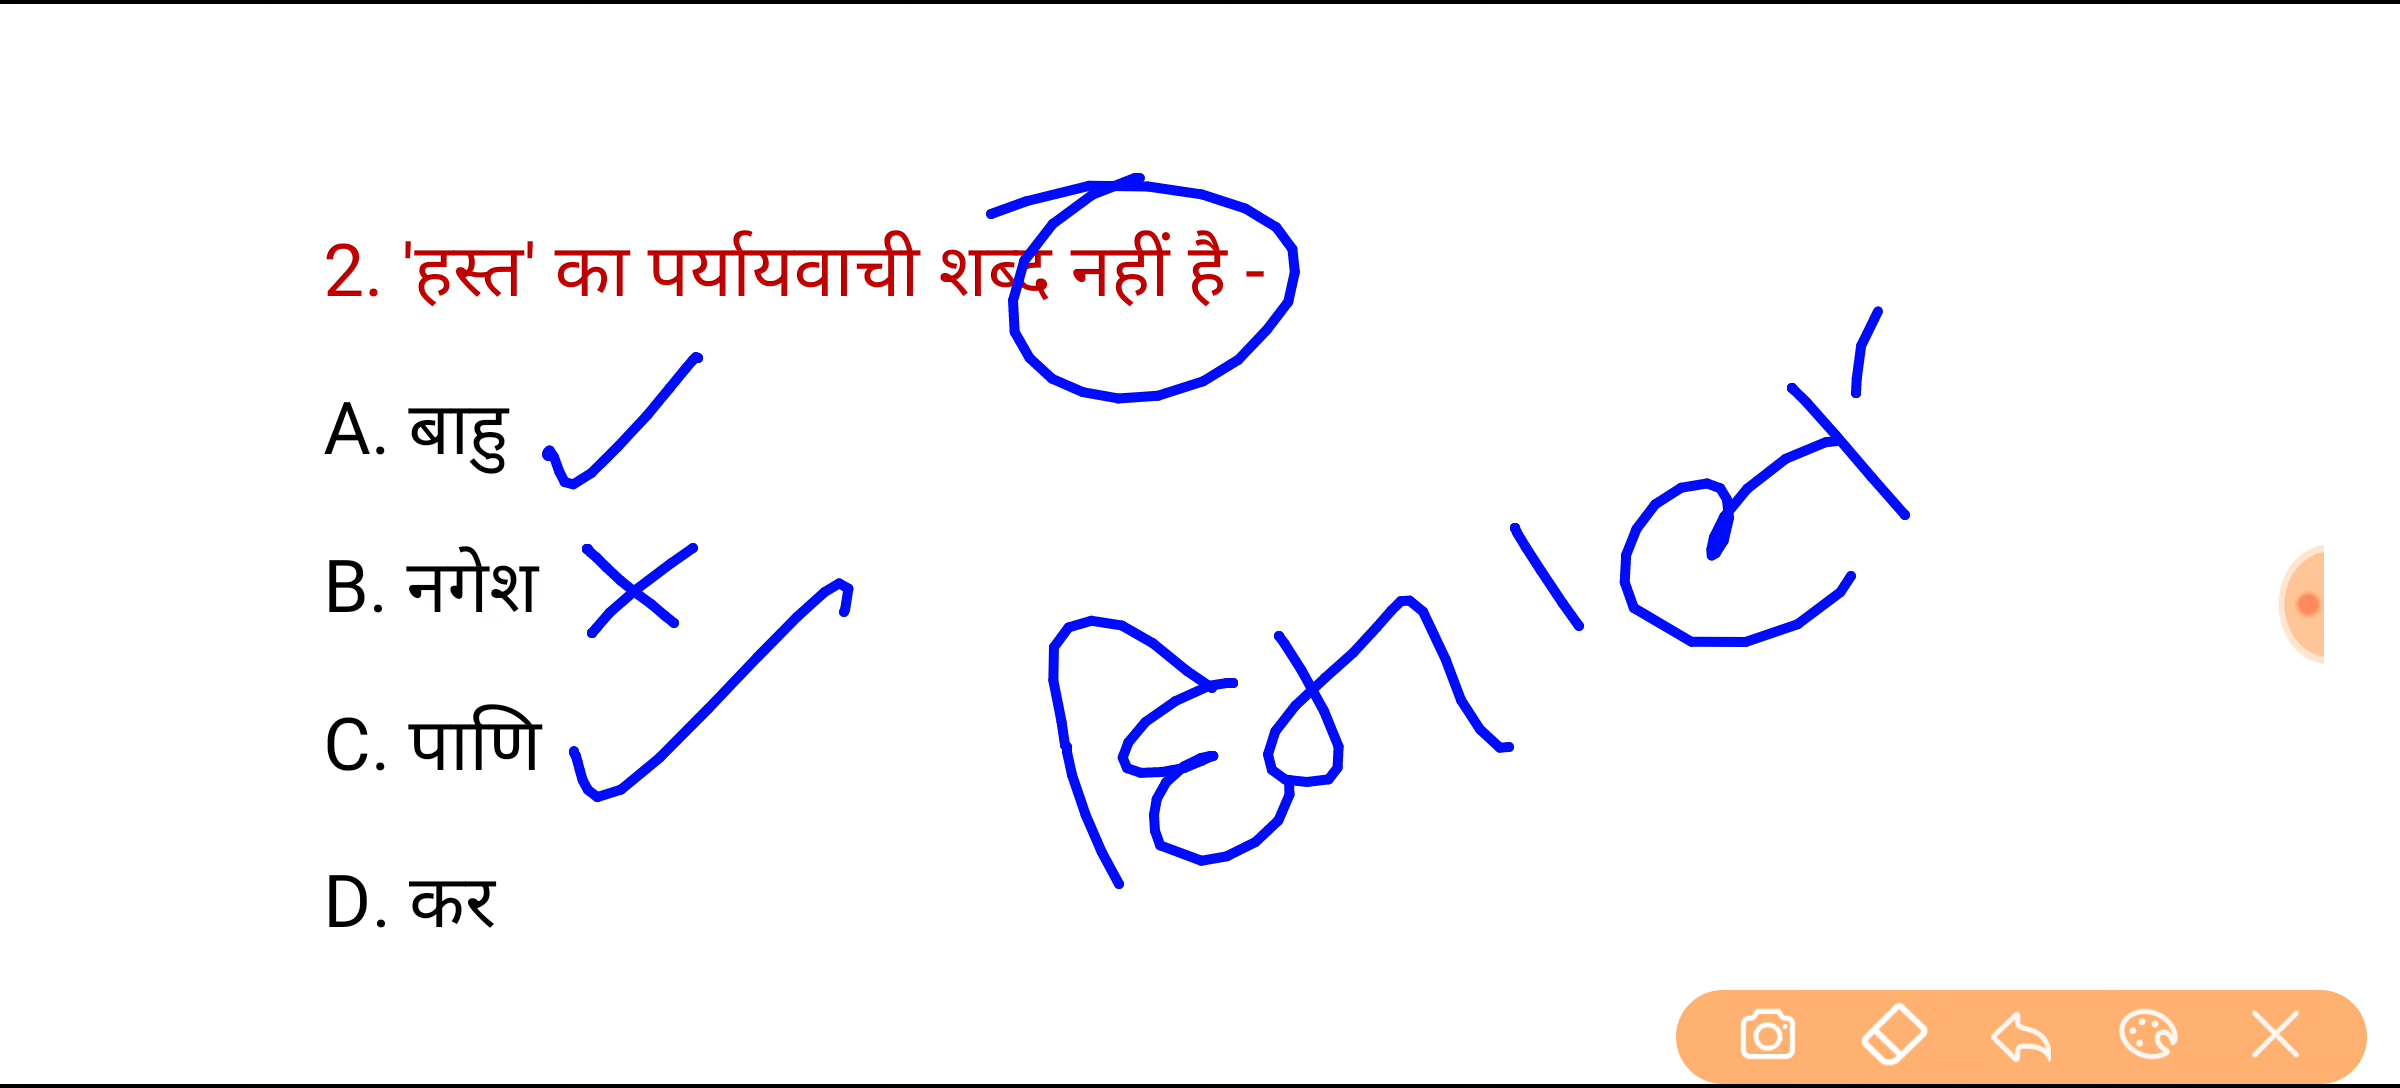 2. 'हस्त' का पर्यायवाची शब्द नहीं है -
A. बाहु
B. नगेश
C. पाणि
D. कर